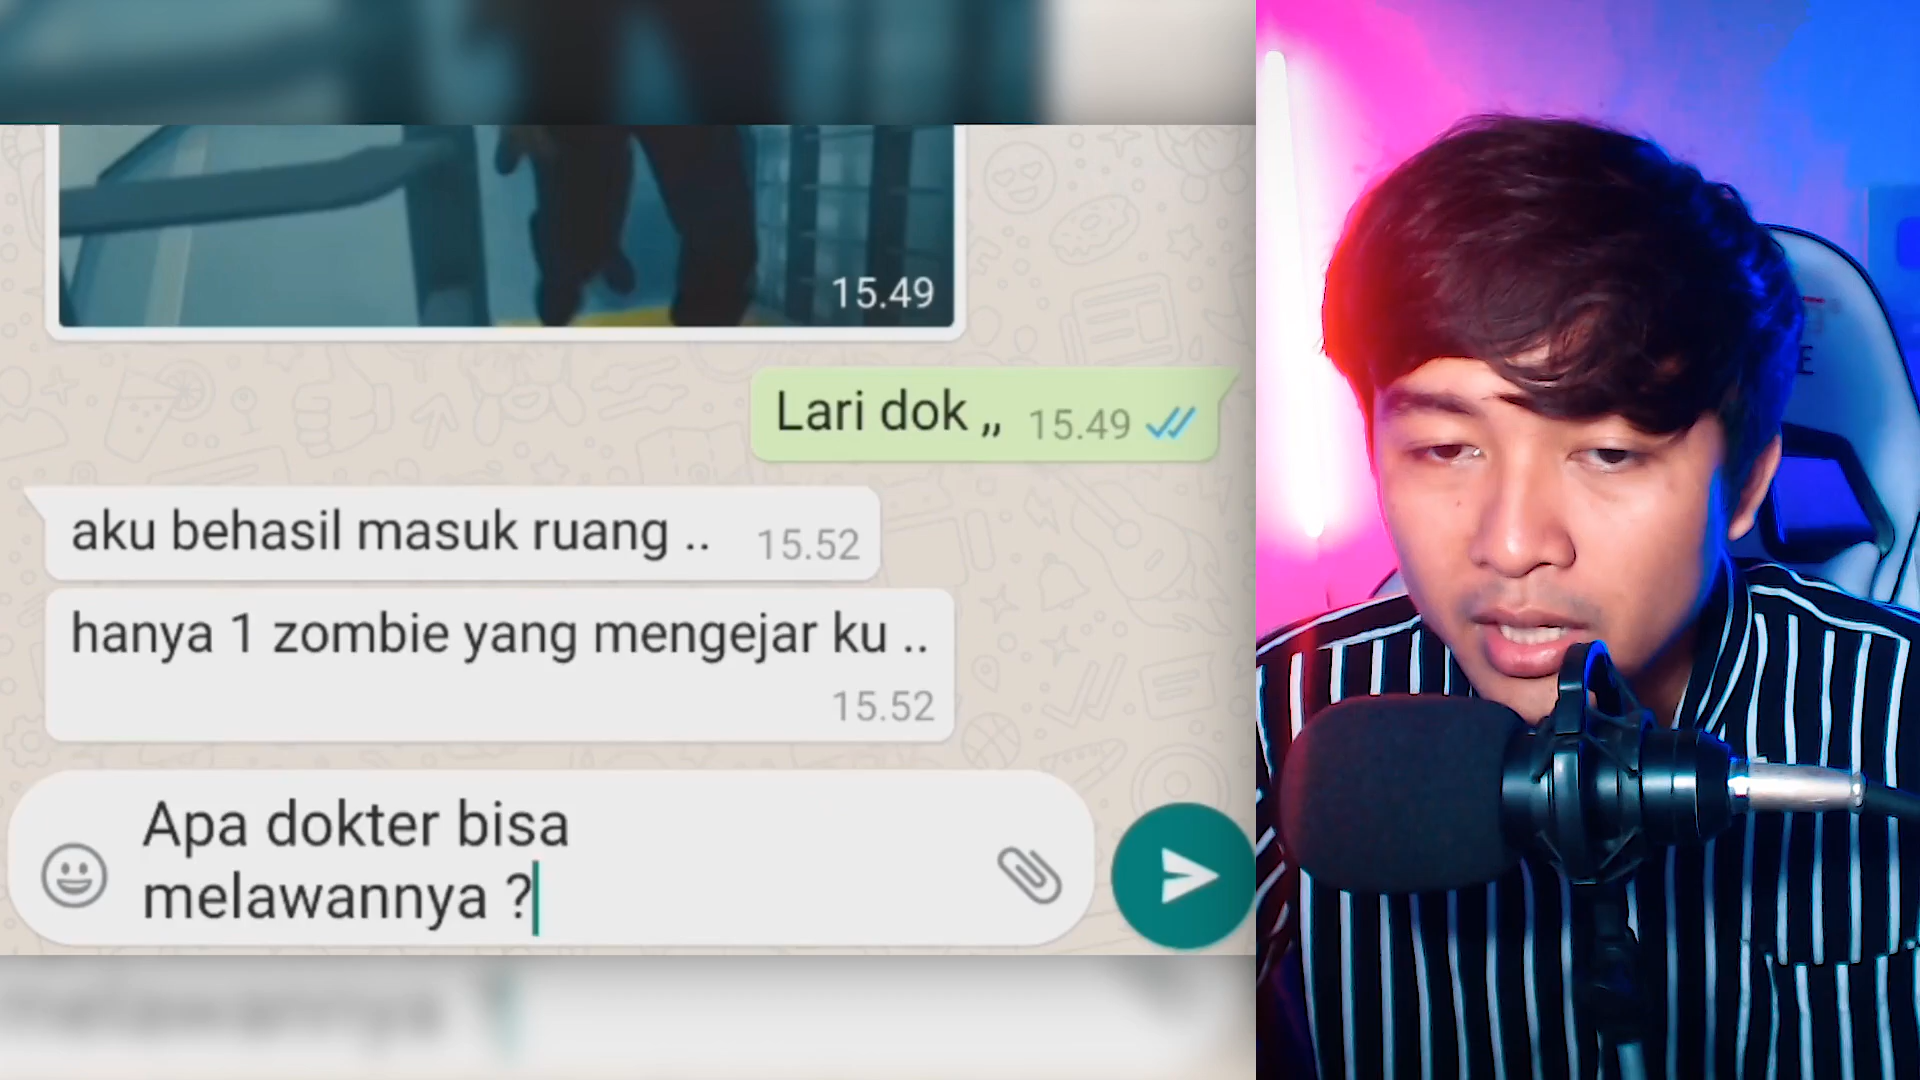 15.49
Lari dok ,, 15.49
aku behasil masuk ruang .. 15.52
hanya 1 zombie yang mengejar ku ..
15.52
Apa dokter bisa
melawannya ?